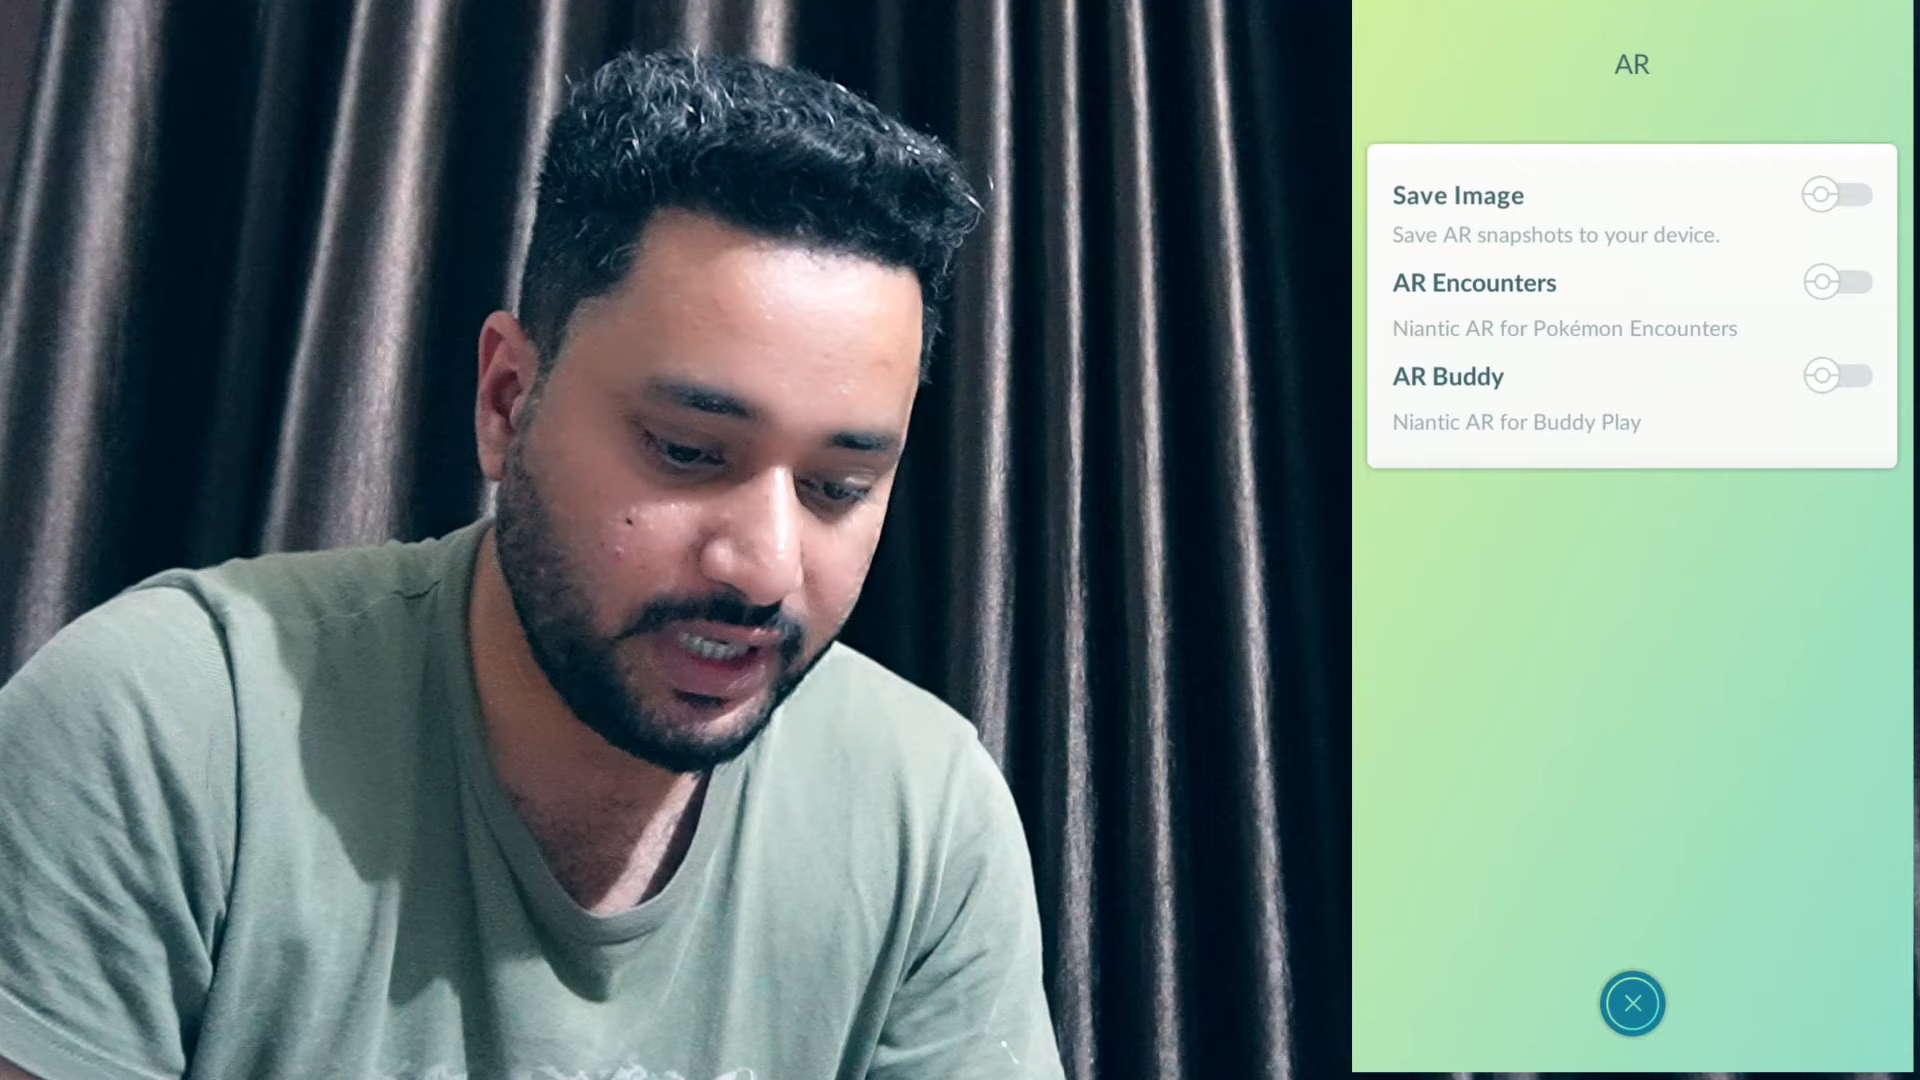 AR
Save Image
Save AR snapshots to your device.
AR Encounters
Niantic AR for Pokémon Encounters
AR Buddy
Niantic AR for Buddy Play